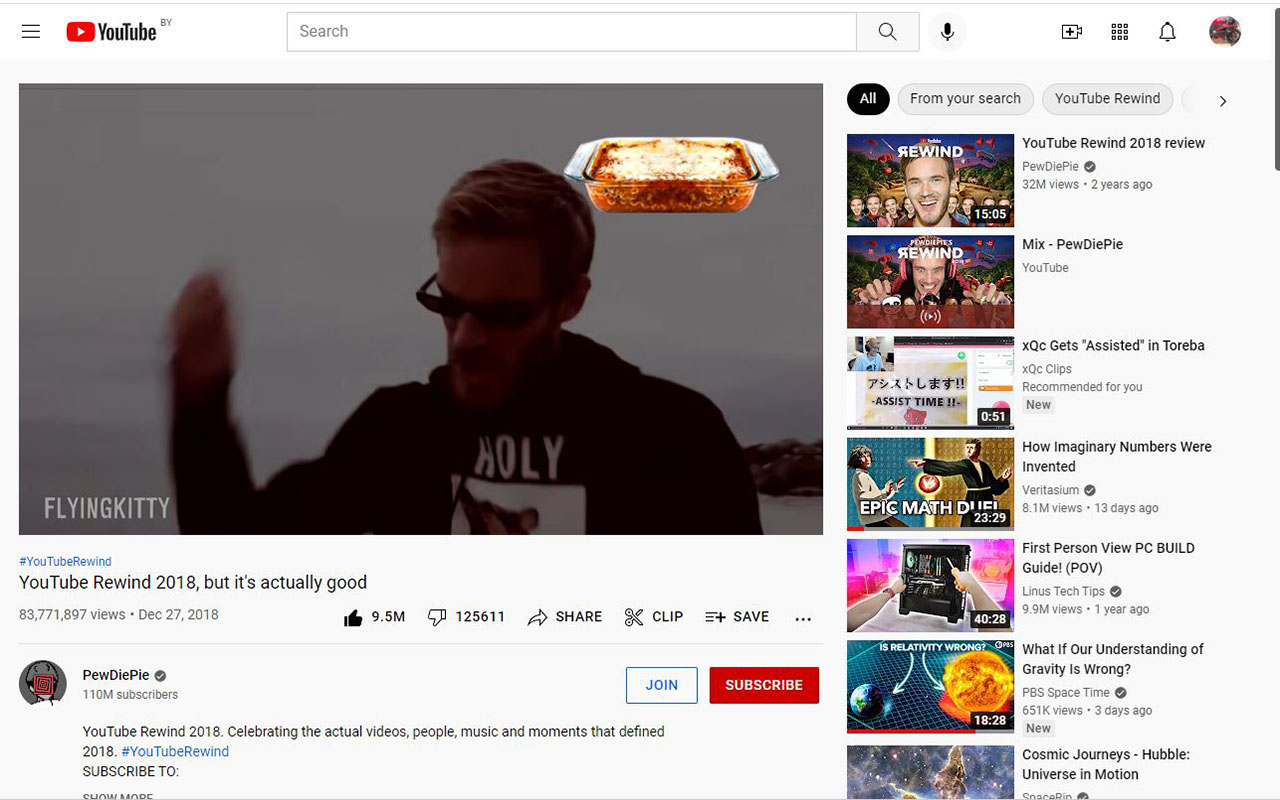 YouTube BY
Search
FLYINGKITTY
HOLY
#YouTubeRewind
YouTube Rewind 2018, but it's actually good
83,771,897 views • Dec 27, 2018
9.5M
125611
SHARE
CLIP
SAVE
PewDiePie
110M subscribers
JOIN
SUBSCRIBE
YouTube Rewind 2018. Celebrating the actual videos, people, music and moments that defined
2018. #YouTubeRewind
SUBSCRIBE TO:
SHOW MORE
All
From your search
YouTube Rewind
REWIND
15:05
YouTube Rewind 2018 review
PewDiePie
32M views • 2 years ago
PEWDIEPIE'S
REWIND
Mix - PewDiePie
YouTube
アシストします!!
-ASSIST TIME !!-
0:51
xQc Gets "Assisted" in Toreba
xQc Clips
Recommended for you
New
VS
EPIC MATH DUEL
23:29
How Imaginary Numbers Were
Invented
Veritasium
8.1M views • 13 days ago
40:28
First Person View PC BUILD
Guide! (POV)
Linus Tech Tips
9.9M views • 1 year ago
IS RELATIVITY WRONG?
PBS
18:28
What If Our Understanding of
Gravity Is Wrong?
PBS Space Time
651K views • 3 days ago
New
Cosmic Journeys - Hubble:
Universe in Motion
SpaceRip